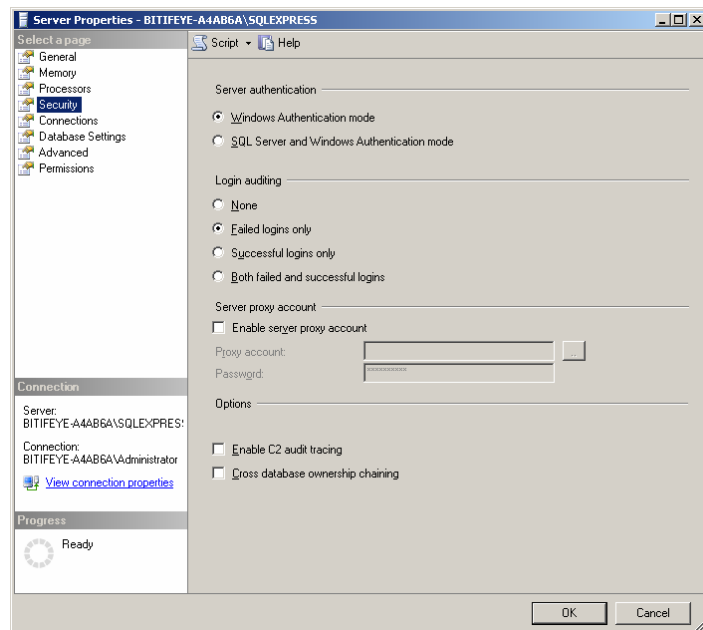 Server Properties - BITIFEYE-A4AB6A\SQLEXPRESS
Select a page
General
Memory
Processors
Security
Connections
Database Settings
Advanced
Permissions
Script Help
Server authentication
Windows Authentication mode
SQL Server and Windows Authentication mode
Login auditing
None
Failed logins only
Successful logins only
Both failed and successful logins
Server proxy account
Enable server proxy account
Proxy account:
...
Password:
**********
Options
Enable C2 audit tracing
Cross database ownership chaining
Connection
Server:
BITIFEYE-A4AB6A\SQLEXPRES
Connection:
BITIFEYE-A4AB6A\Administrator
View connection properties
Progress
Ready
OK Cancel